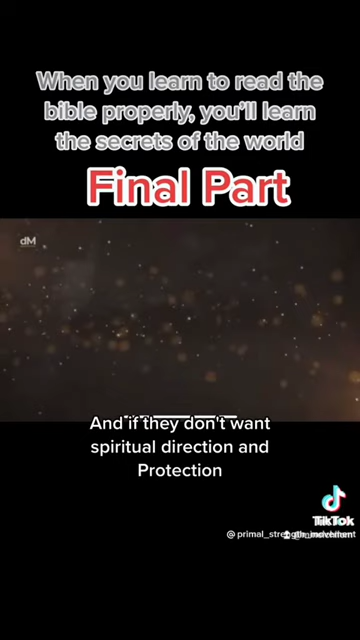 When you learn to read the
bible properly, you'll learn
the secrets of the world
Final Part
dM
And if they don't want
spiritual direction and
Protection
TikTok
@ primal_strength_